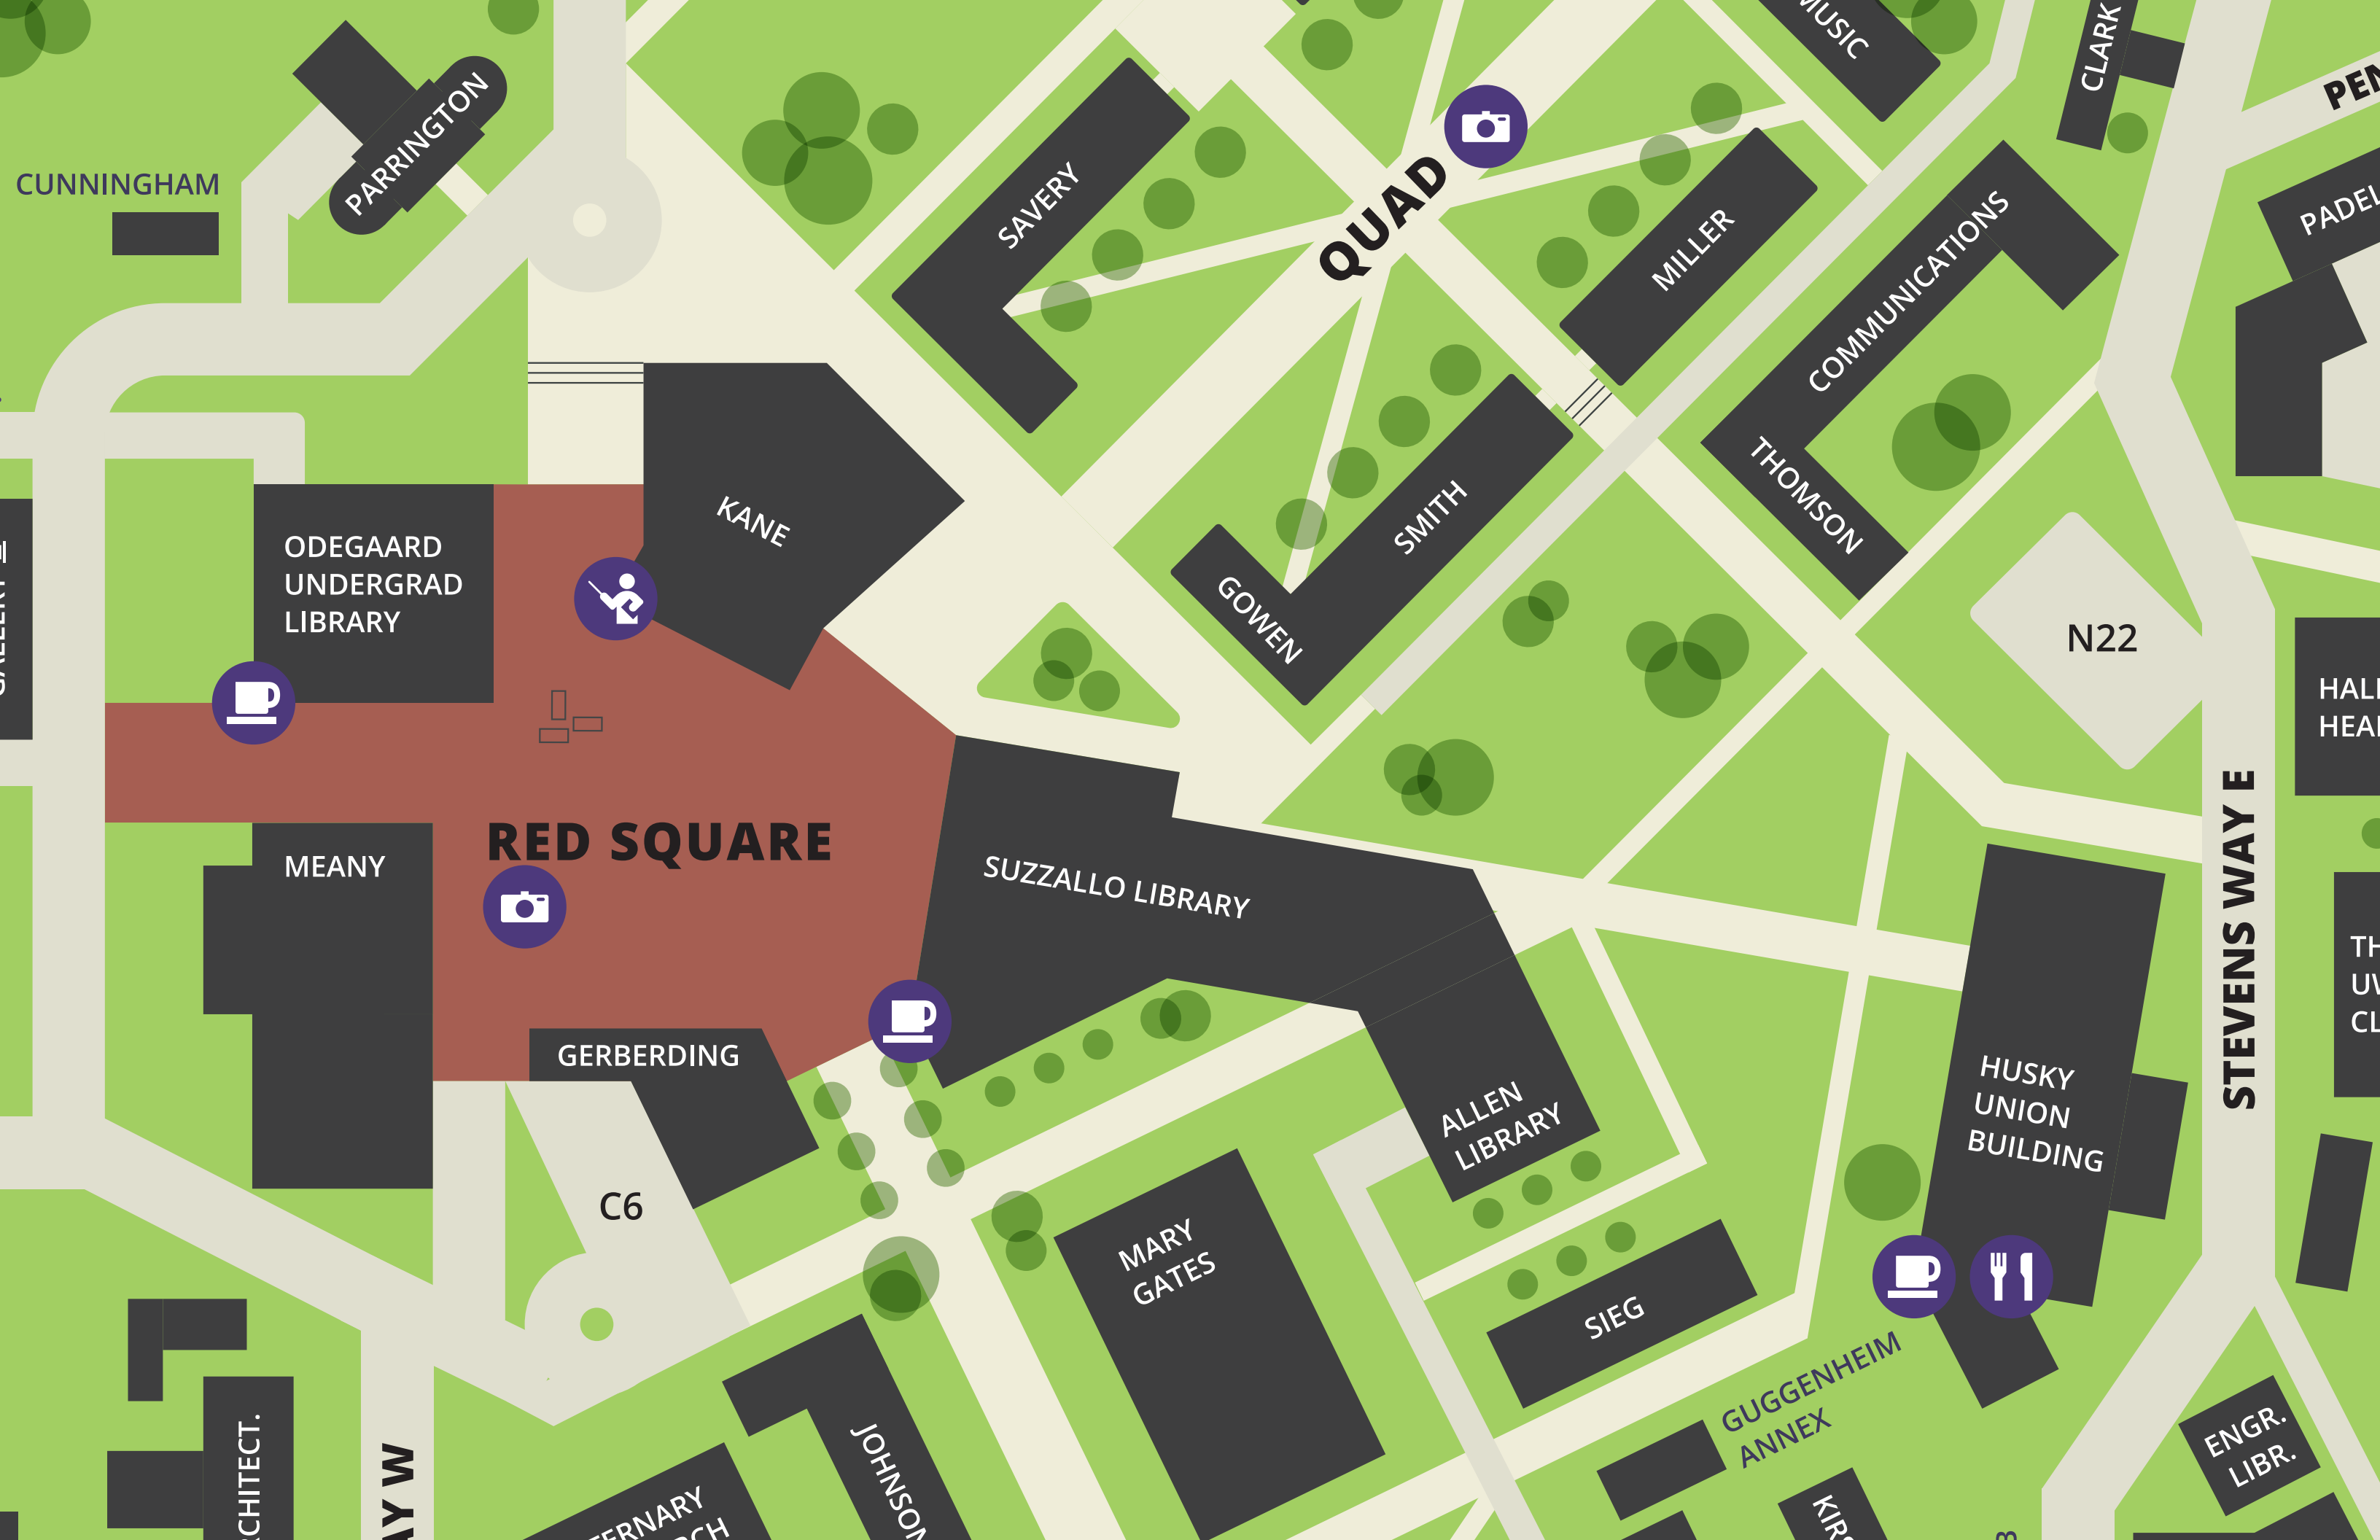 MUSIC
CLARK
PARRINGTON
CUNNINGHAM
SAVERY
QUAD
MILLER
COMMUNICATIONS
THOMSON
KANE
SMITH
GOWEN
ODEGAARD
UNDERGRAD
LIBRARY
N22
RED SQUARE
MEANY
SUZZALLO LIBRARY
STEVENS WAY E
GERBERDING
HUSKY
UNION
BUILDING
ALLEN
LIBRARY
C6
MARY
GATES
SIEG
GUGGENHEIM
ANNEX
ENGR.
LIBR.
JOHNSON